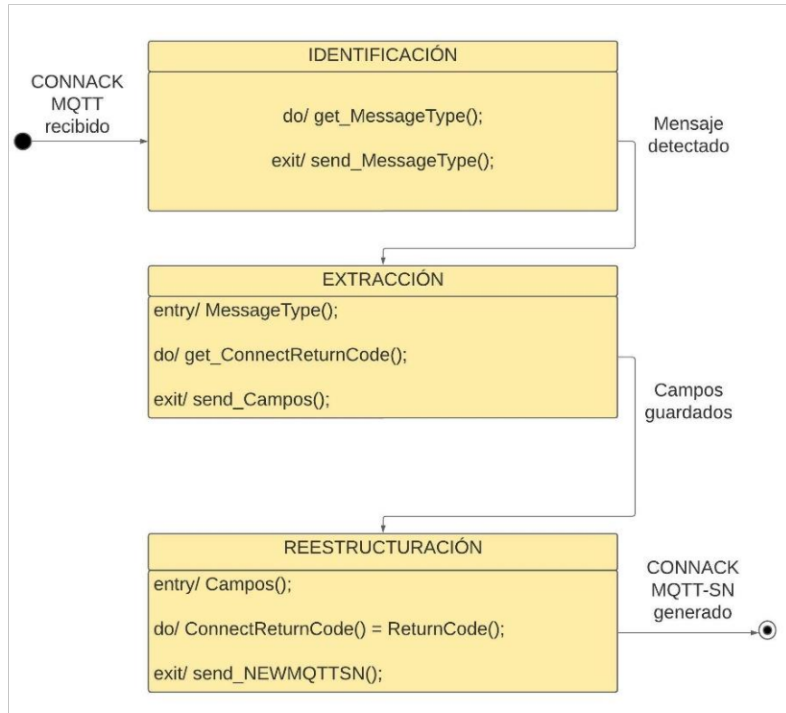 IDENTIFICACIÓN
CONNACK
MQTT
recibido
do/ get_MessageType();
exit/ send_MessageType();
Mensaje
detectado
EXTRACCIÓN
entry/ MessageType();
do/ get_ConnectReturnCode();
exit/ send_Campos();
Campos
guardados
REESTRUCTURACIÓN
entry/ Campos();
do/ ConnectReturnCode() = ReturnCode();
exit/ send_NEWMQTTSN();
CONNACK
MQTT-SN
generado